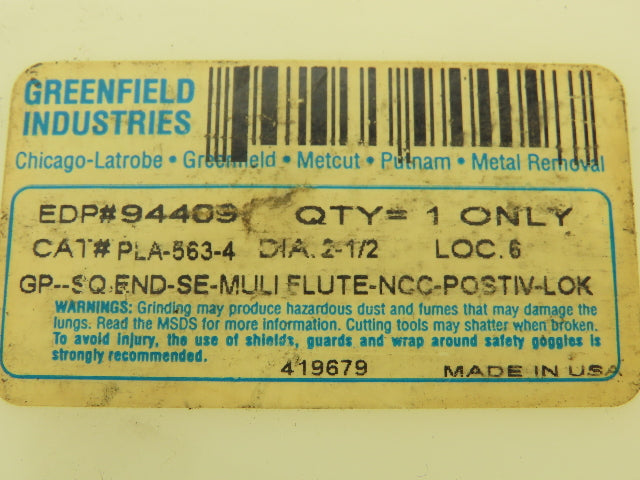 GREENFIELD
INDUSTRIES
Chicago-Latrobe • Greenfield • Metcut • Putnam • Metal Removal
EDP#94409 QTY= 1 ONLY
CAT# PLA-563-4 DIA. 2-1/2 LOC. 6
GP--SQ.END-SE-MULI FLUTE-NCC-POSTIV-LOK
WARNINGS: Grinding may produce hazardous dust and fumes that may damage the
lungs. Read the MSDS for more information. Cutting tools may shatter when broken.
To avoid injury, the use of shields, guards and wrap around safety goggles is
strongly recommended.
419679 MADE IN USA